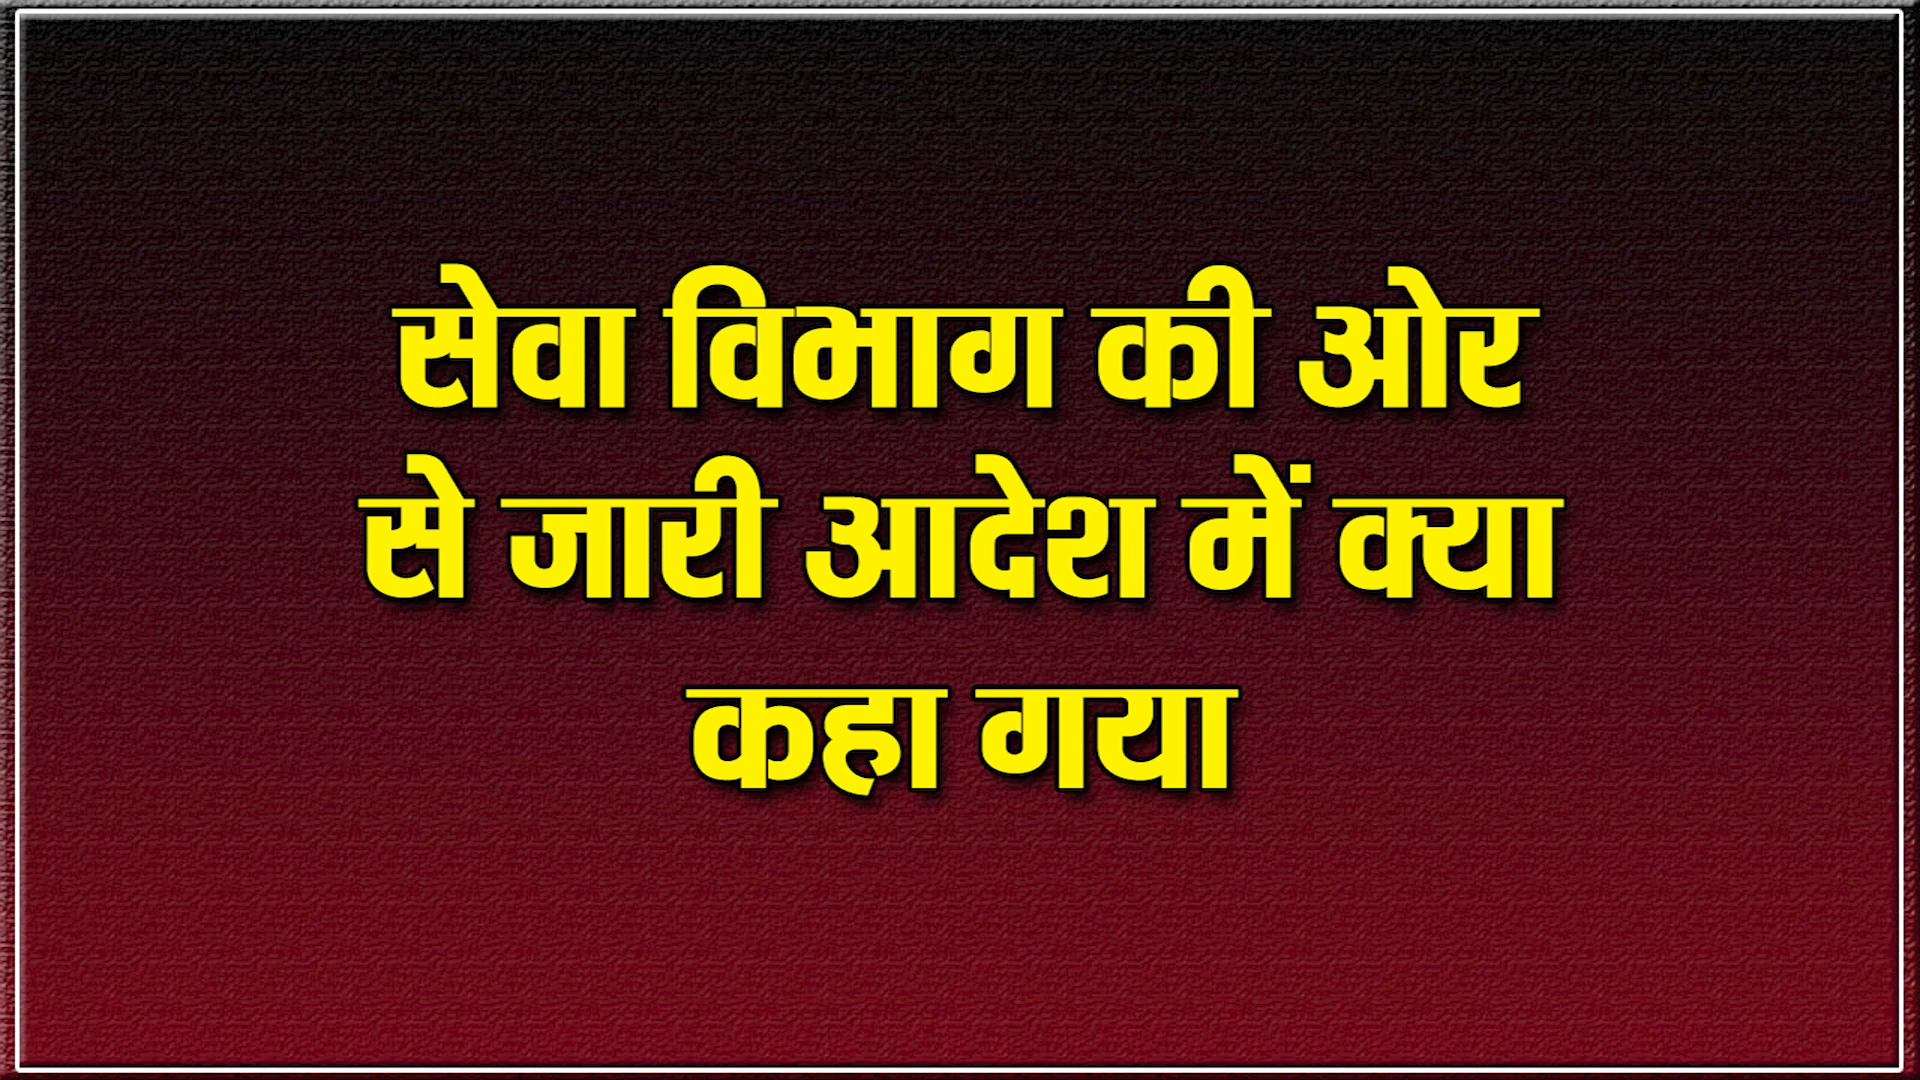 सेवा विभाग की ओर
से जारी आदेश में क्या
कहा गया